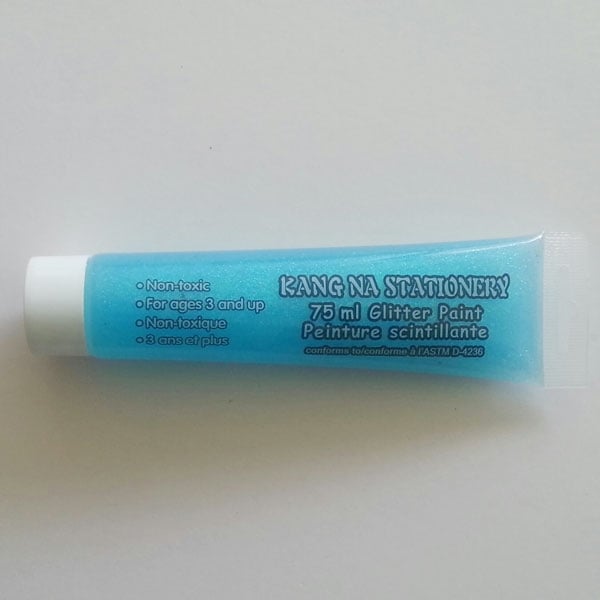 • Non-toxic
• For ages 3 and up
• Non-toxique
• 3 ans et plus
KANG NA STATIONERY
75 ml Glitter Paint
Peinture scintillante
conforms to/conforme à l'ASTM D-4236